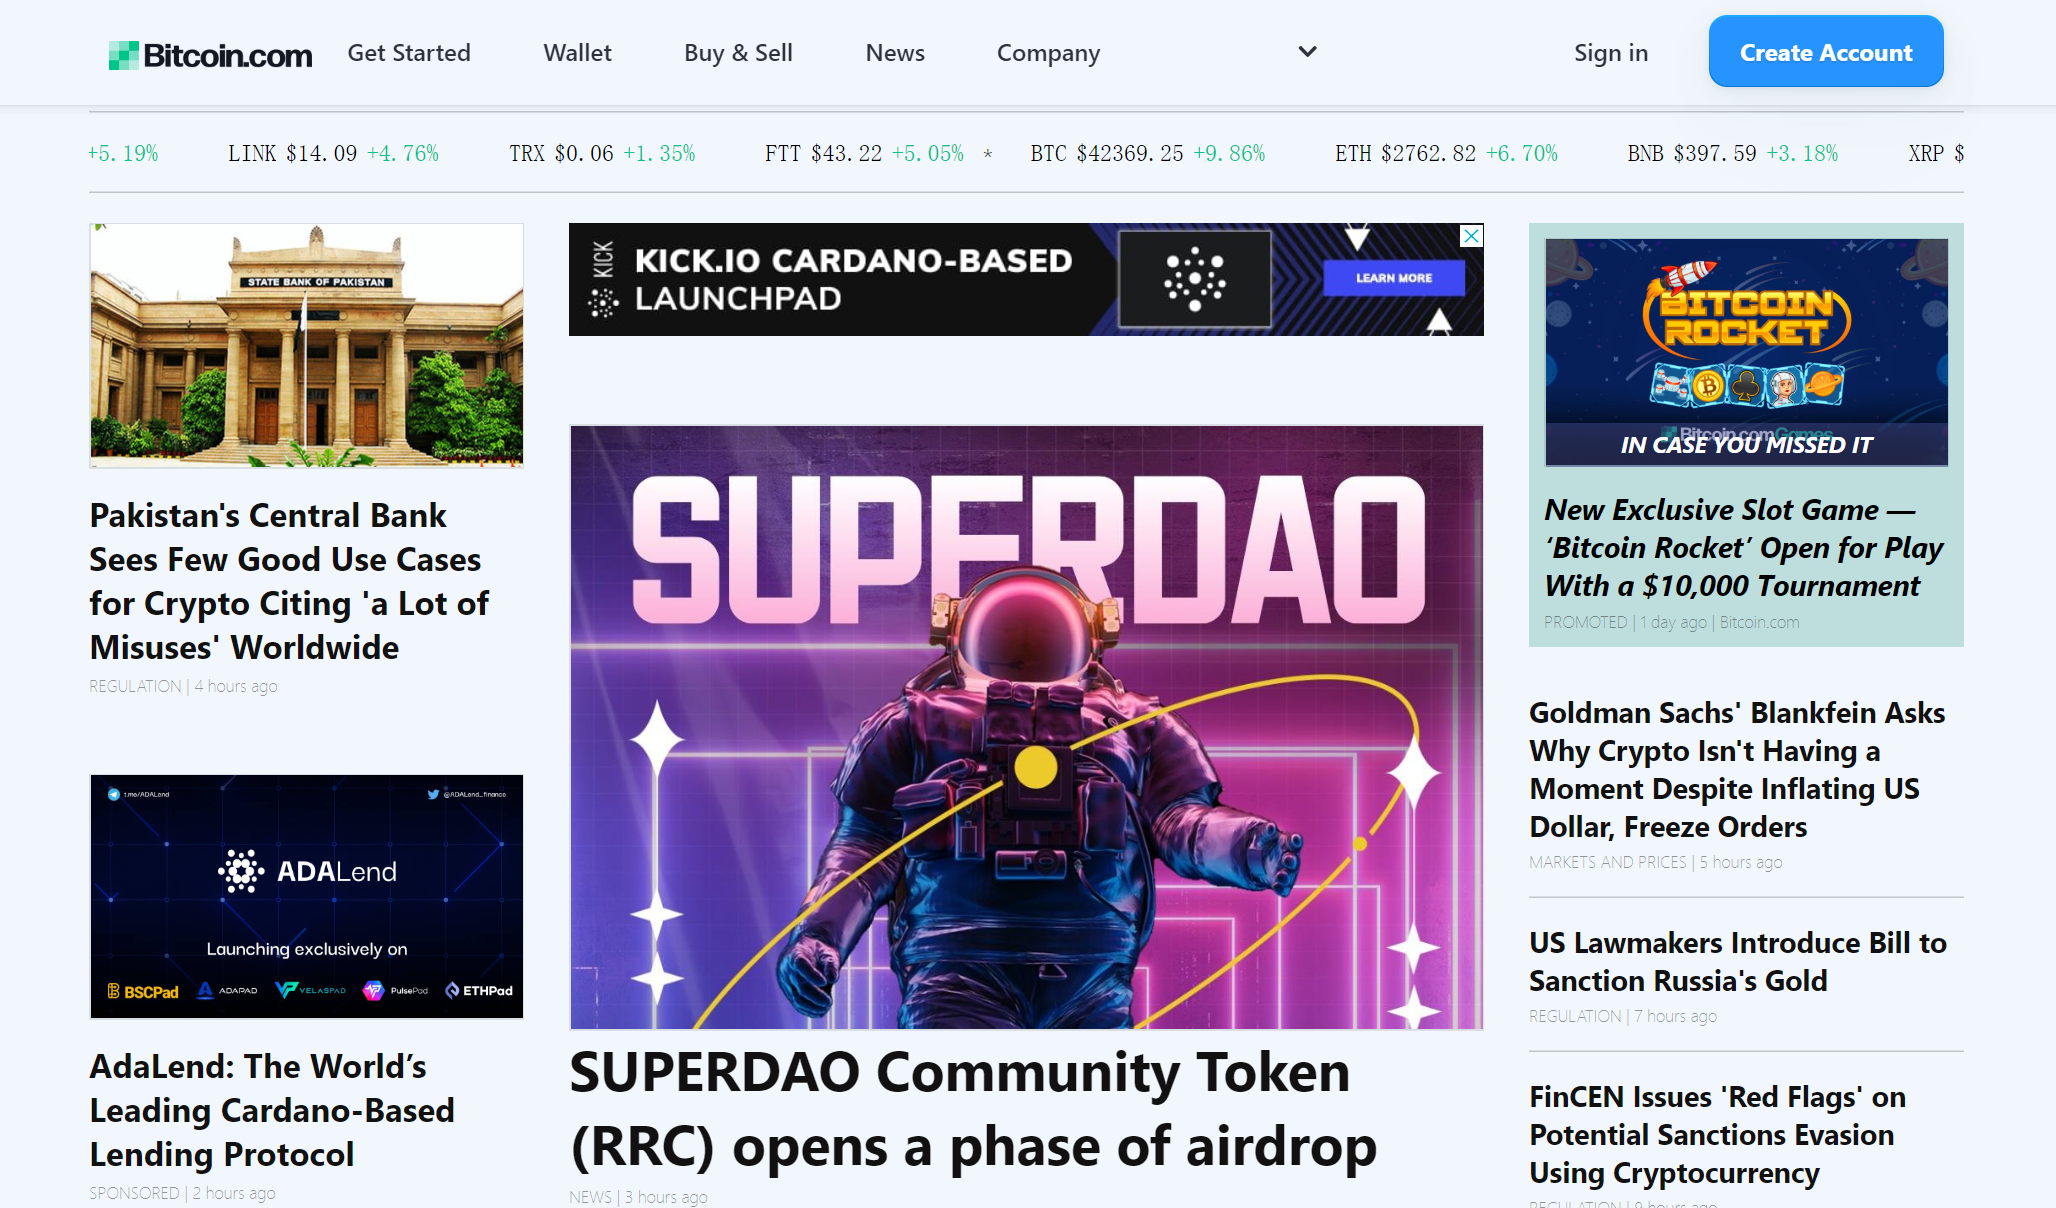 Bitcoin.com
Get Started
Wallet
Buy & Sell
News
Company
Sign in
Create Account
+5.19% LINK $14.09 +4.76% TRX $0.06 +1.35% FTT $43.22 +5.05% * BTC $42369.25 +9.86% ETH $2762.82 +6.70% BNB $397.59 +3.18% XRP $
STATE BANK OF PAKISTAN
Pakistan's Central Bank
Sees Few Good Use Cases
for Crypto Citing 'a Lot of
Misuses' Worldwide
REGULATION | 4 hours ago
t.me/ADALend
@ADALend_finance
ADALend
Launching exclusively on
BSCPad ADAPAD VELASPAD PulsePad ETHPad
AdaLend: The World’s
Leading Cardano-Based
Lending Protocol
SPONSORED | 2 hours ago
KICK
KICK.IO CARDANO-BASED
LAUNCHPAD
LEARN MORE
SUPERDAO
SUPERDAO Community Token
(RRC) opens a phase of airdrop
NEWS | 3 hours ago
BITCOIN
ROCKET
Bitcoin.com Games
IN CASE YOU MISSED IT
New Exclusive Slot Game —
‘Bitcoin Rocket’ Open for Play
With a $10,000 Tournament
PROMOTED | 1 day ago | Bitcoin.com
Goldman Sachs' Blankfein Asks
Why Crypto Isn't Having a
Moment Despite Inflating US
Dollar, Freeze Orders
MARKETS AND PRICES | 5 hours ago
US Lawmakers Introduce Bill to
Sanction Russia's Gold
REGULATION | 7 hours ago
FinCEN Issues 'Red Flags' on
Potential Sanctions Evasion
Using Cryptocurrency
REGULATION | 9 hours ago